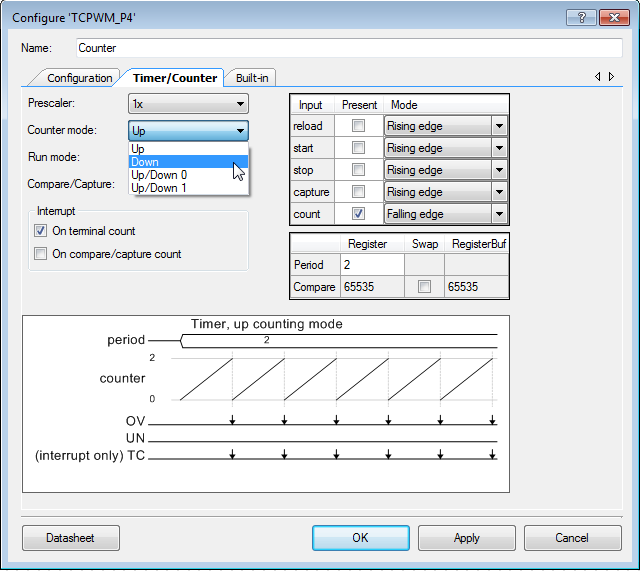 Configure 'TCPWM_P4'
Name: Counter
Configuration Timer/Counter Built-in
Prescaler: 1x
Counter mode: Up
Up
Run mode: Down
Up/Down 0
Compare/Capture: Up/Down 1
Interrupt
On terminal count
On compare/capture count
Input Present Mode
reload Rising edge
start Rising edge
stop Rising edge
capture Rising edge
count Falling edge
Register Swap RegisterBuf
Period 2
Compare 65535 65535
Timer, up counting mode
period 2
2
counter
0
OV
UN
(interrupt only) TC
Datasheet OK Apply Cancel